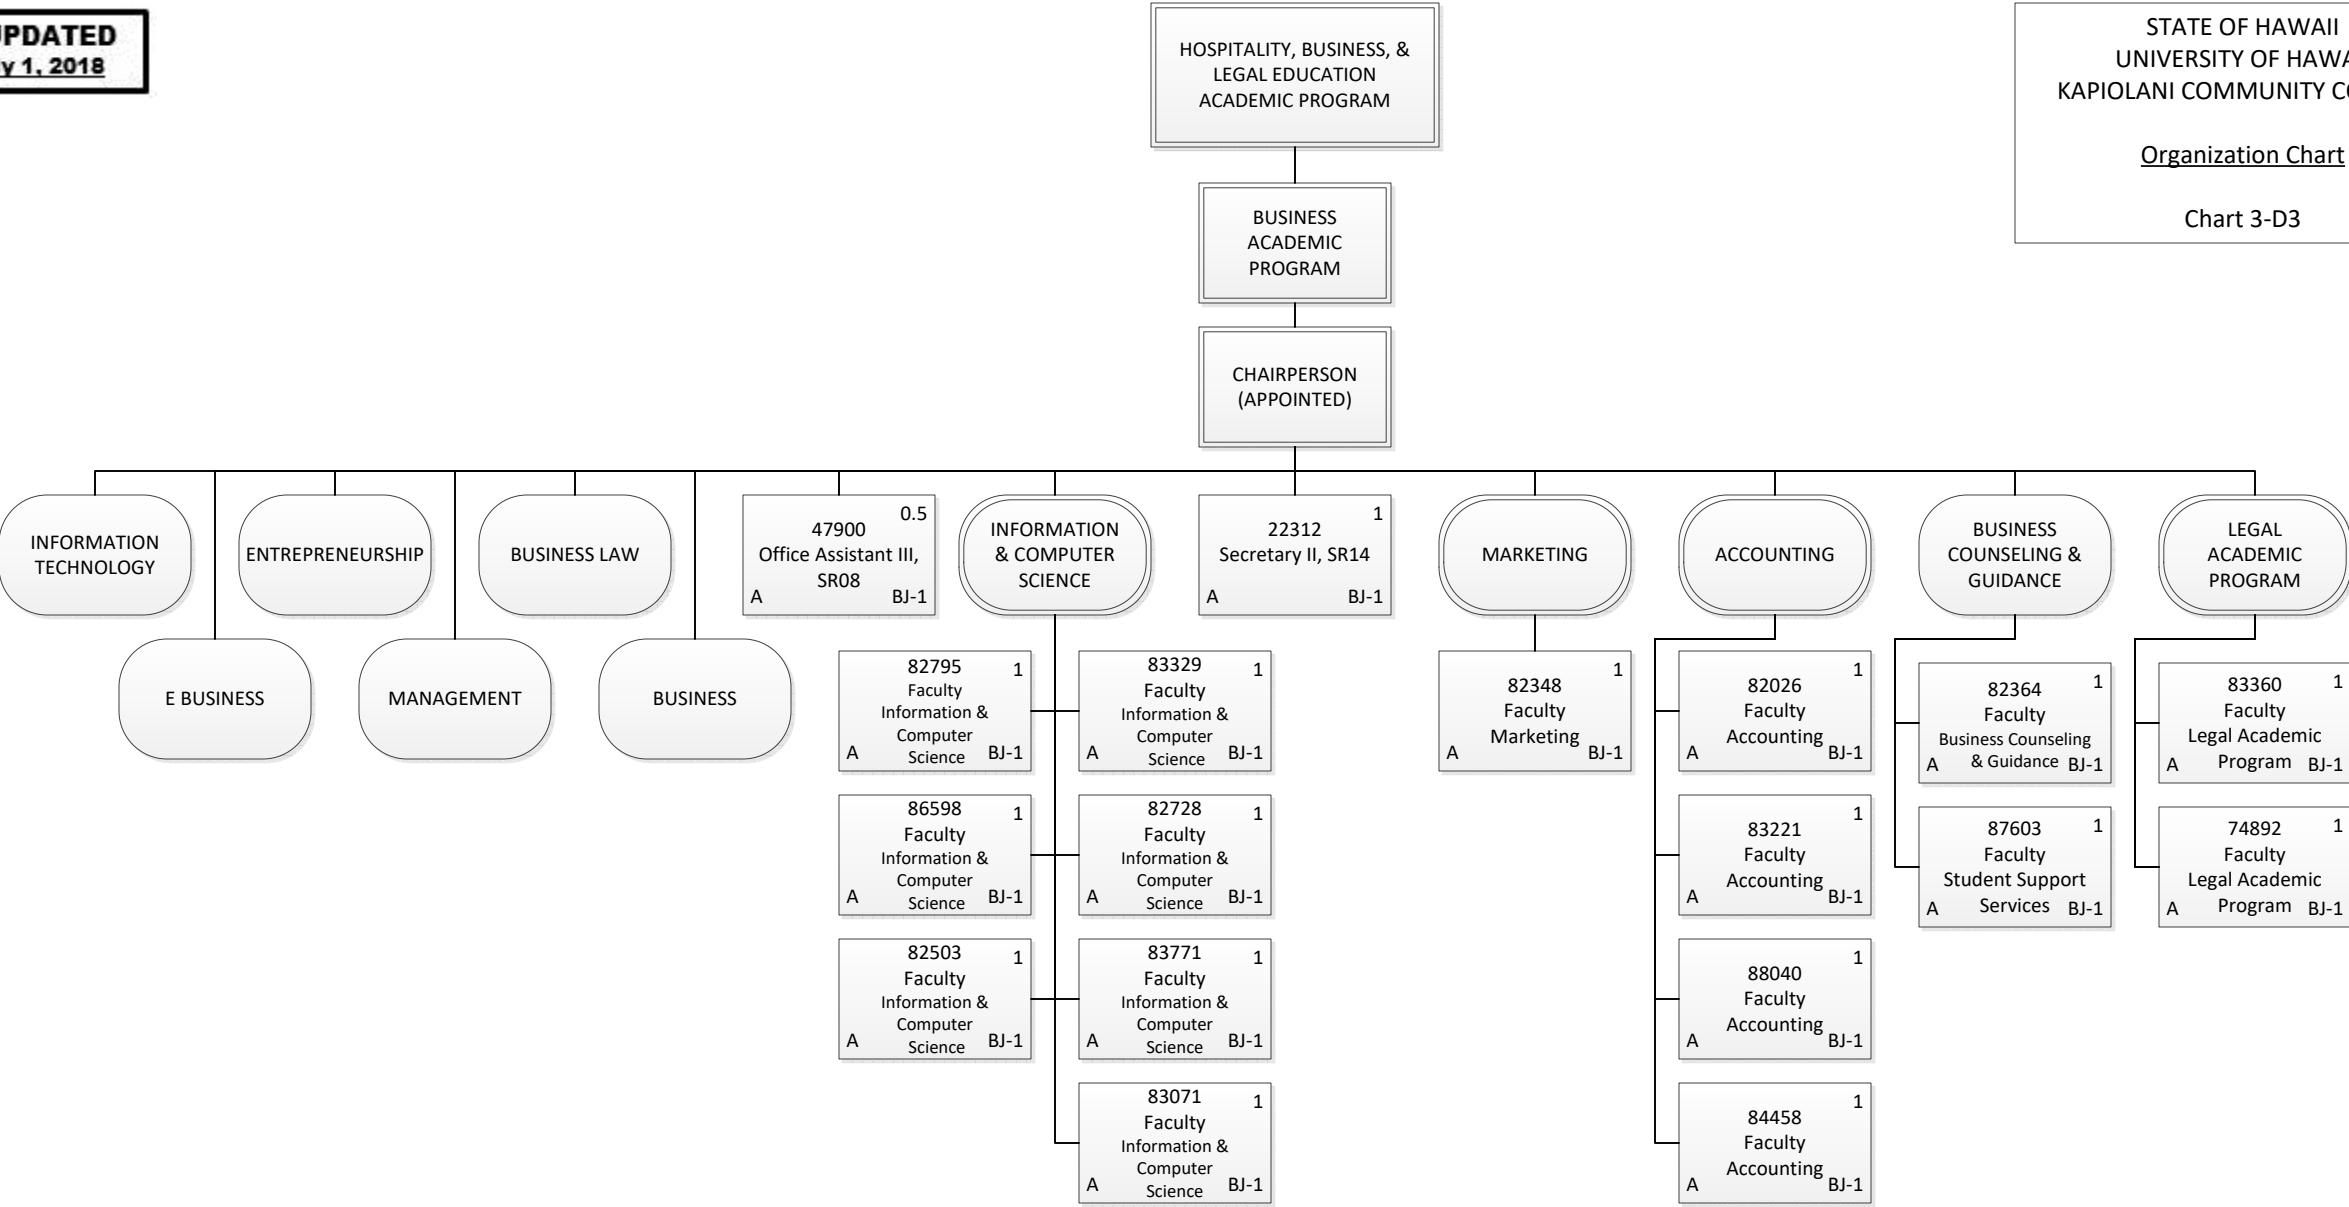 UPDATED
y 1, 2018
HOSPITALITY, BUSINESS, &
LEGAL EDUCATION
ACADEMIC PROGRAM
STATE OF HAWAII
UNIVERSITY OF
KAPIOLANI COMMUNITY
Organization Chart
Chart 3-D3
BUSINESS
ACADEMIC
PROGRAM
CHAIRPERSON
(APPOINTED)
INFORMATION
TECHNOLOGY
ENTREPRENEURSHIP
BUSINESS LAW
0.5
47900
Office Assistant III,
SR08
A BJ-1
INFORMATION
& COMPUTER
SCIENCE
1
22312
Secretary II, SR14
A BJ-1
MARKETING
ACCOUNTING
BUSINESS
COUNSELING &
GUIDANCE
LEGAL
ACADEMIC
PROGRAM
E BUSINESS
MANAGEMENT
BUSINESS
82795 1
Faculty
Information &
Computer
Science
A BJ-1
83329 1
Faculty
Information &
Computer
Science
A BJ-1
86598 1
Faculty
Information &
Computer
Science
A BJ-1
82728 1
Faculty
Information &
Computer
Science
A BJ-1
82503 1
Faculty
Information &
Computer
Science
A BJ-1
83771 1
Faculty
Information &
Computer
Science
A BJ-1
83071 1
Faculty
Information &
Computer
Science
A BJ-1
1
82348
Faculty
Marketing
A BJ-1
1
82026
Faculty
Accounting
A BJ-1
1
83221
Faculty
Accounting
A BJ-1
1
88040
Faculty
Accounting
A BJ-1
1
84458
Faculty
Accounting
A BJ-1
82364 1
Faculty
Business Counseling
& Guidance
A BJ-1
87603 1
Faculty
Student Support
Services
A BJ-1
83360 1
Faculty
Legal Academic
Program
A BJ-1
74892 1
Faculty
Legal Academic
Program
A BJ-1